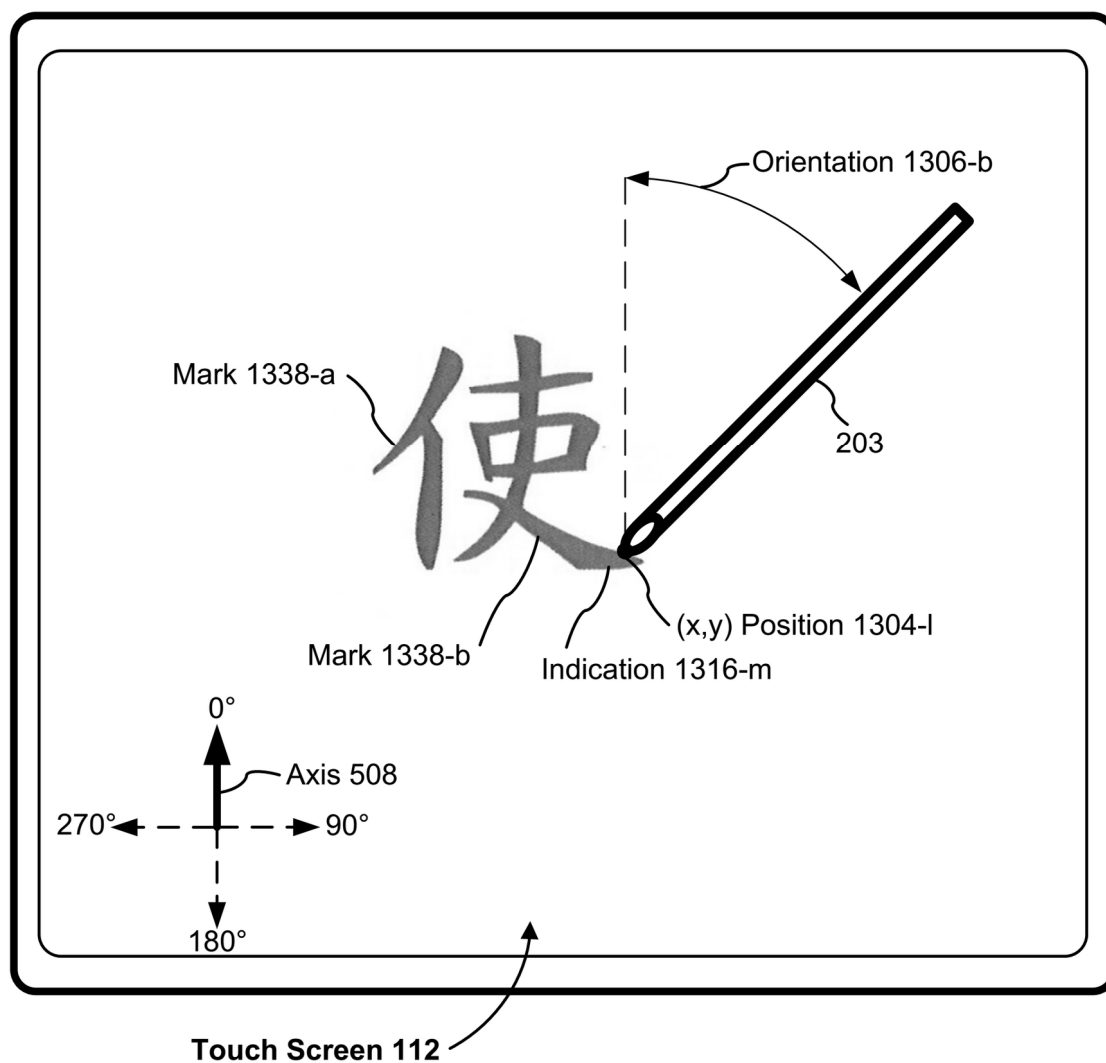 Orientation 1306-b
Mark 1338-a
使
203
(x,y) Position 1304-l
Mark 1338-b
Indication 1316-m
0°
Axis 508
270°
90°
180°
Touch Screen 112